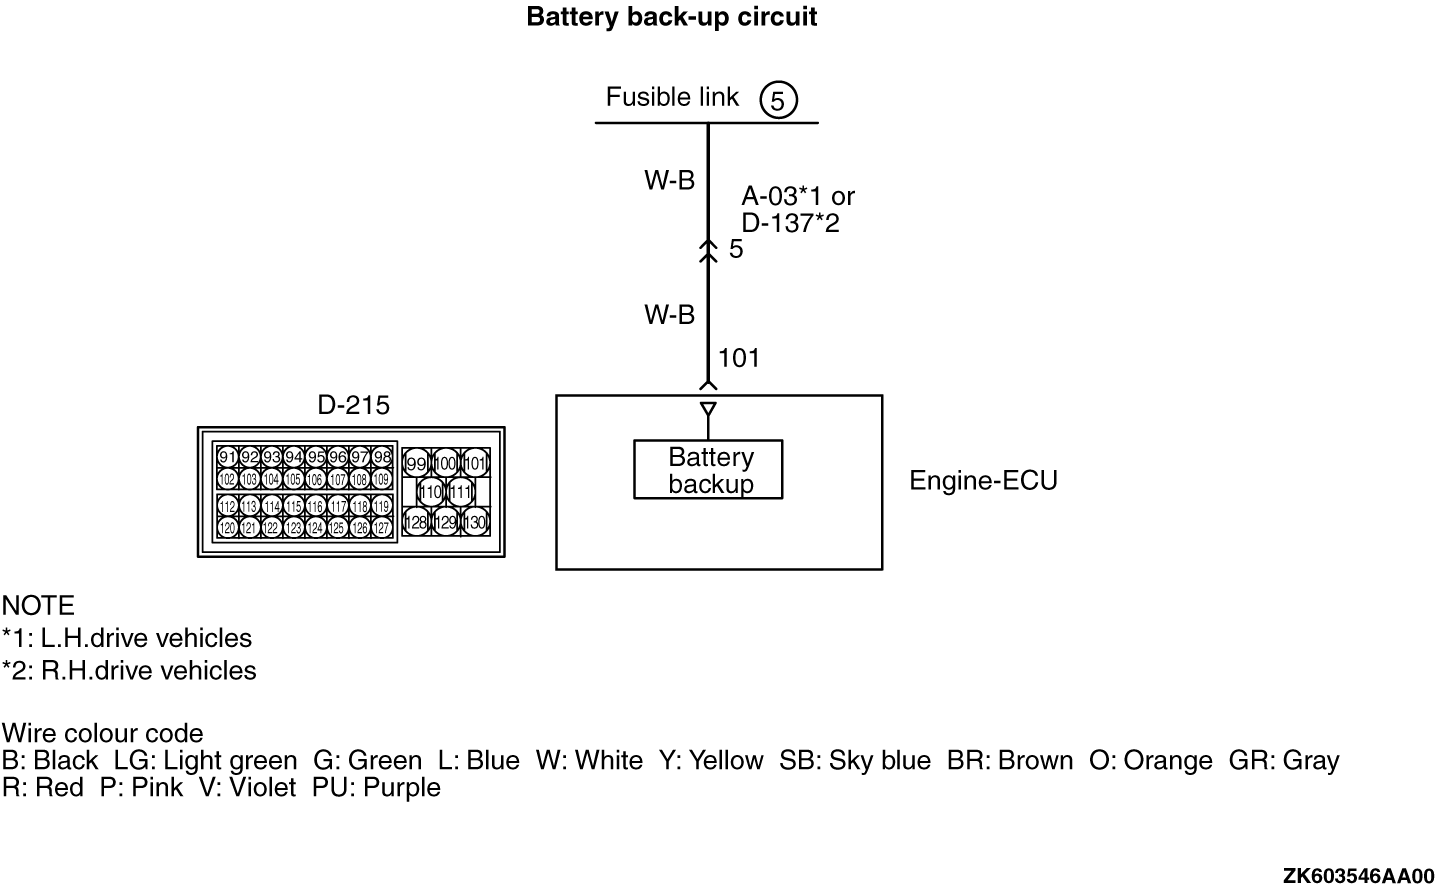 Battery back-up circuit
Fusible link 5
W-B
A-03*1 or
D-137*2
5
W-B
101
D-215
91 92 93 94 95 96 97 98 99 100 101
102 103 104 105 106 107 108 109
110 111
112 113 114 115 116 117 118 119
120 121 122 123 124 125 126 127 128 129 130
Battery
backup
Engine-ECU
NOTE
*1: L.H.drive vehicles
*2: R.H.drive vehicles
Wire colour code
B: Black LG: Light green G: Green L: Blue W: White Y: Yellow SB: Sky blue BR: Brown O: Orange GR: Gray
R: Red P: Pink V: Violet PU: Purple
ZK603546AA00